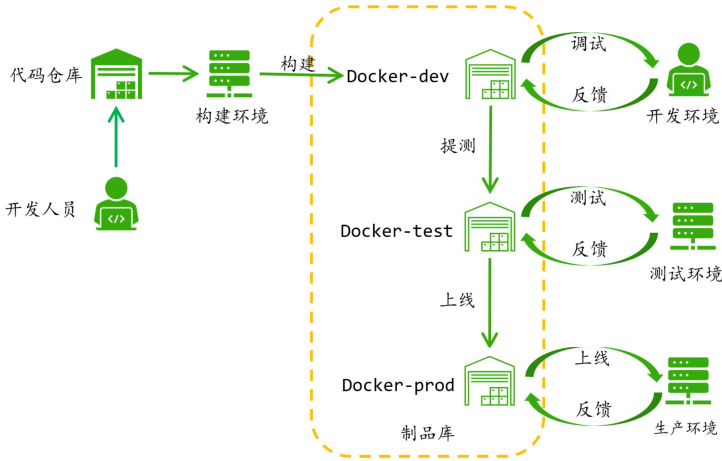 代码仓库
构建环境
开发人员
构建
Docker-dev
调试
反馈
开发环境
提测
Docker-test
测试
反馈
测试环境
上线
Docker-prod
上线
反馈
生产环境
制品库